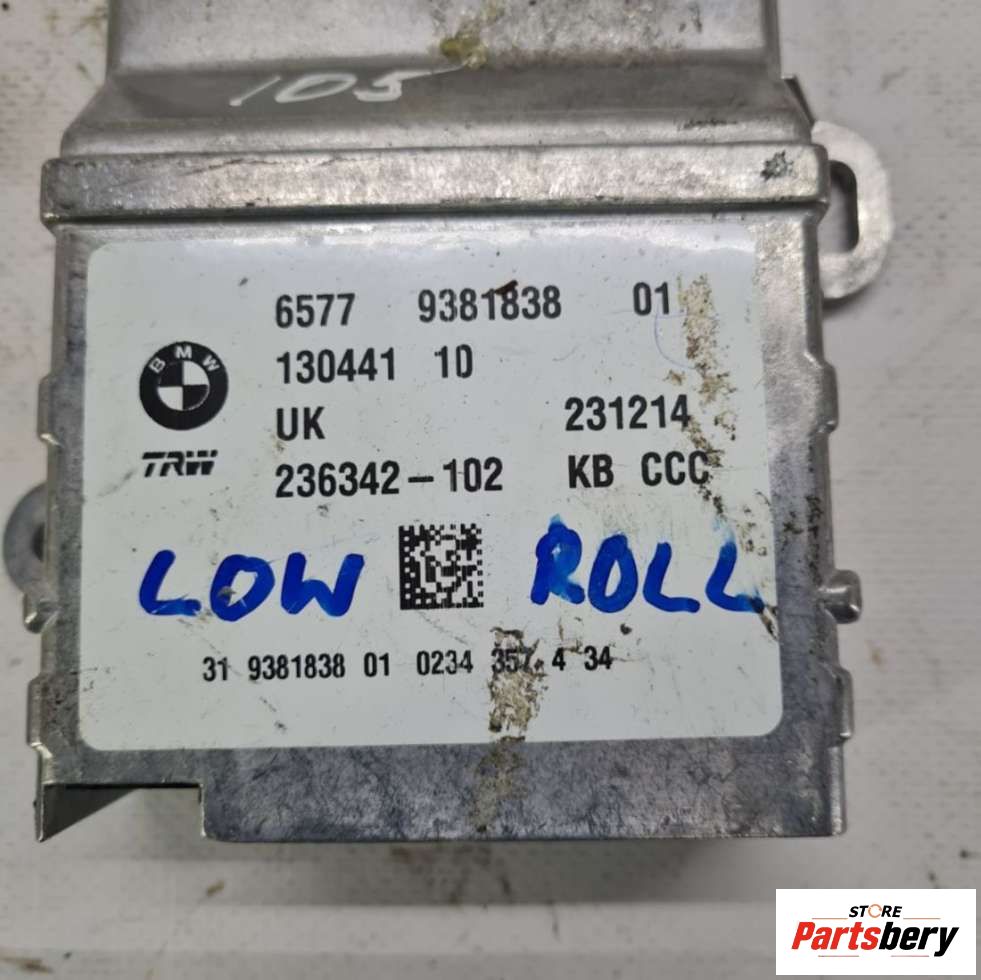 105
6577 9381838 01
BMW
130441 10
UK 231214
TRW
236342-102 KB CCC
LOW ROLL
31 9381838 01 0234 357 4 34
STORE
Partsbery